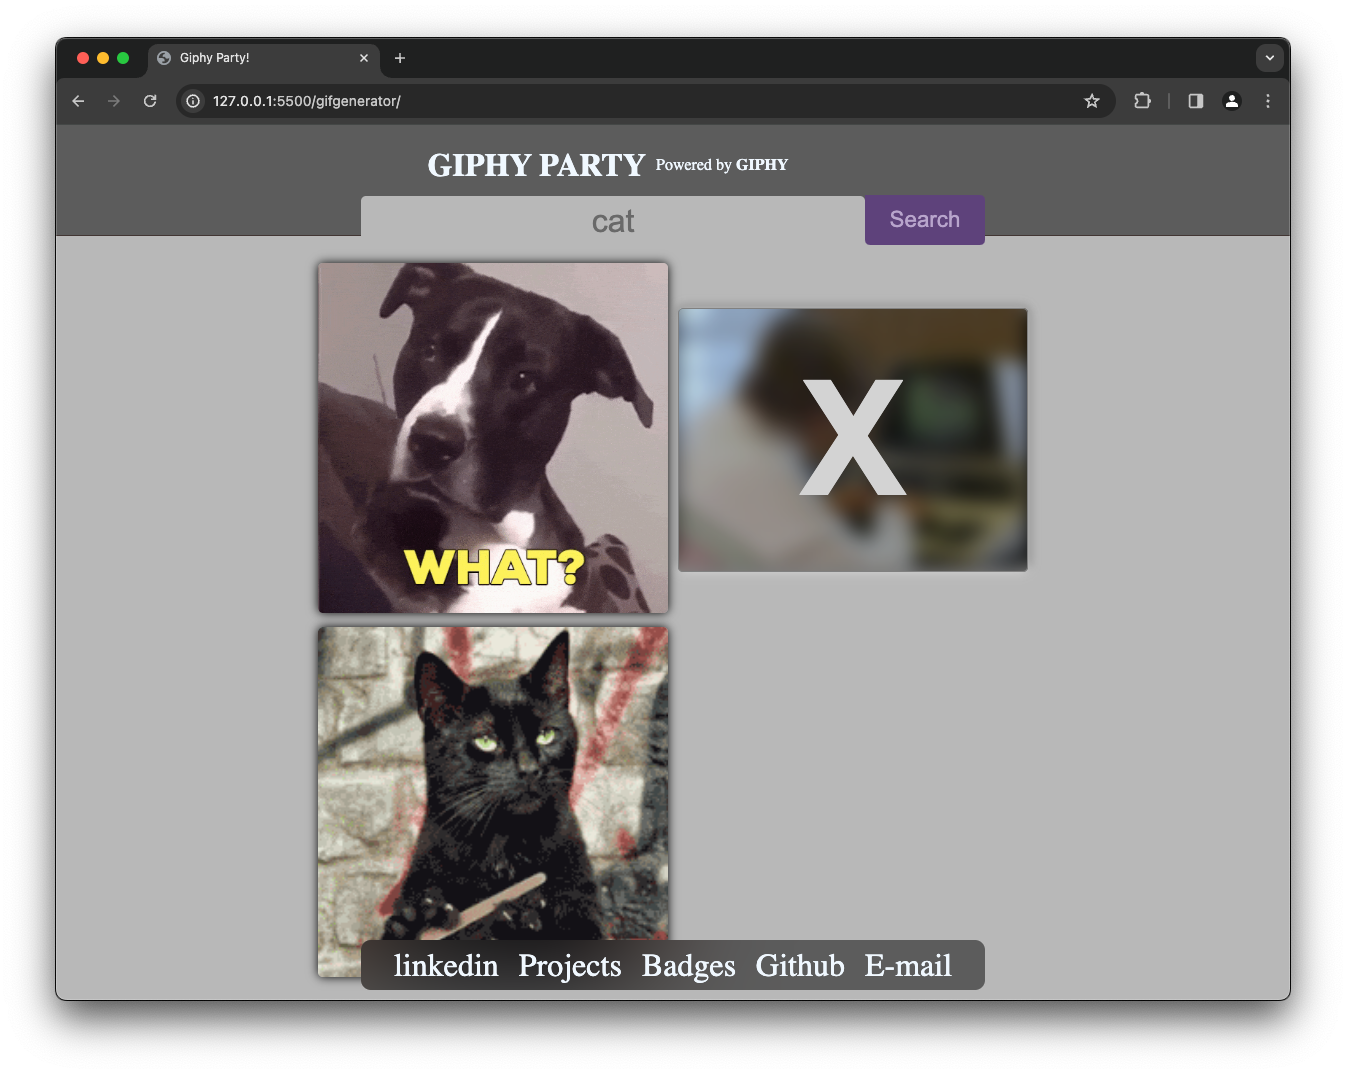 Giphy Party!
127.0.0.1:5500/gifgenerator/
GIPHY PARTY Powered by GIPHY
cat Search
WHAT?
X
linkedin Projects Badges Github E-mail